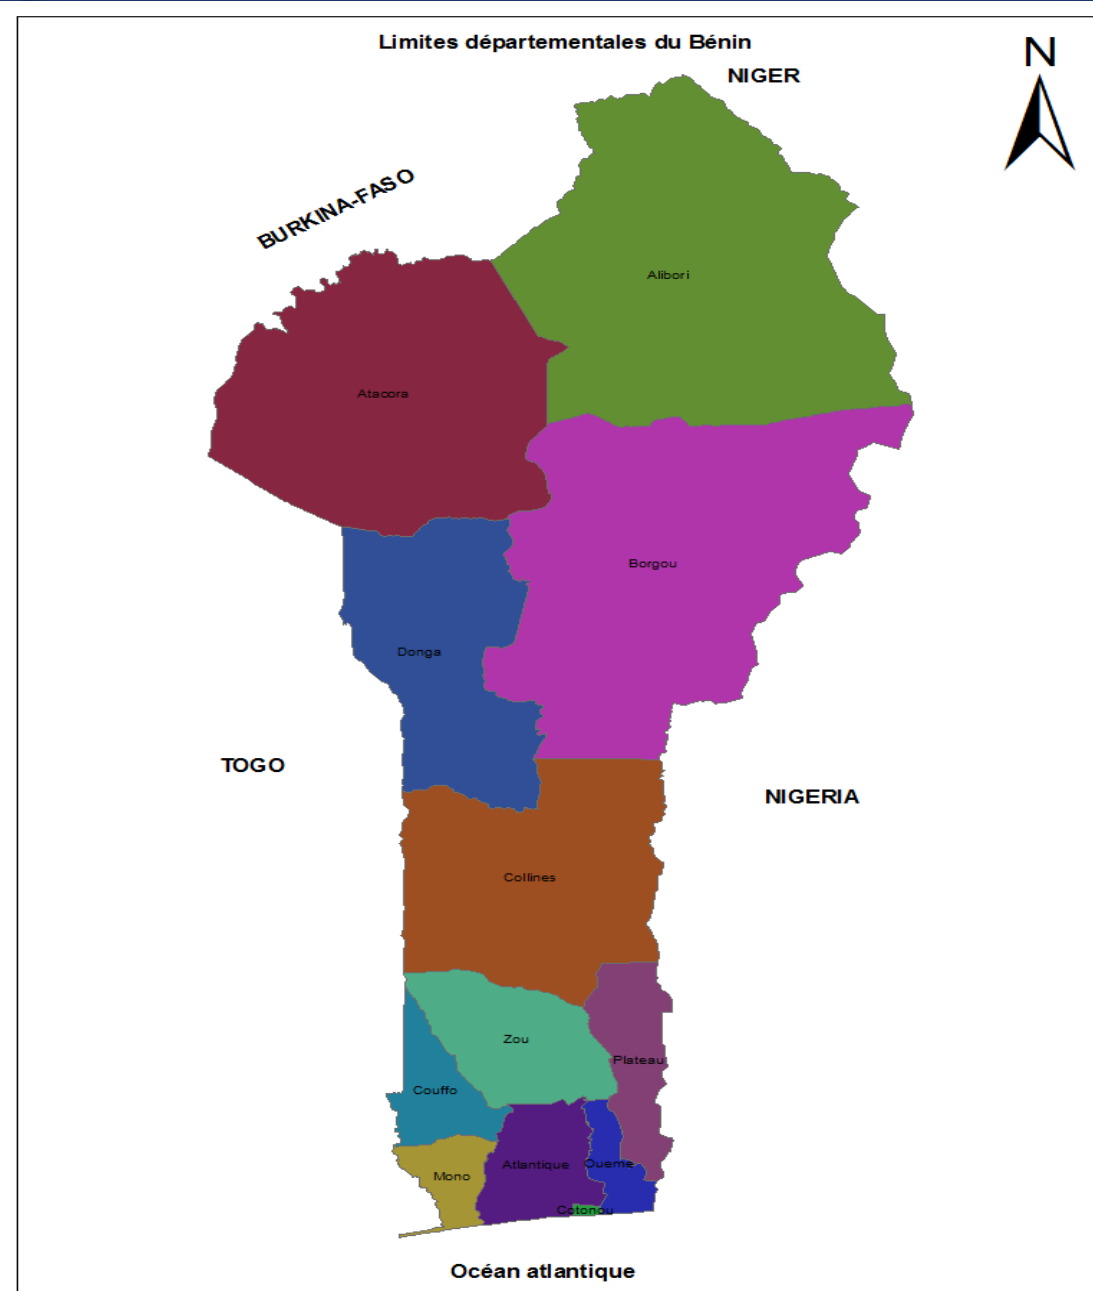 Limites départementales du Bénin
N
NIGER
BURKINA-FASO
Alibori
Atacora
Borgou
Donga
TOGO
NIGERIA
Collines
Zou
Plateau
Couffo
Atlantique
Oueme
Mono
Cotonou
Océan atlantique